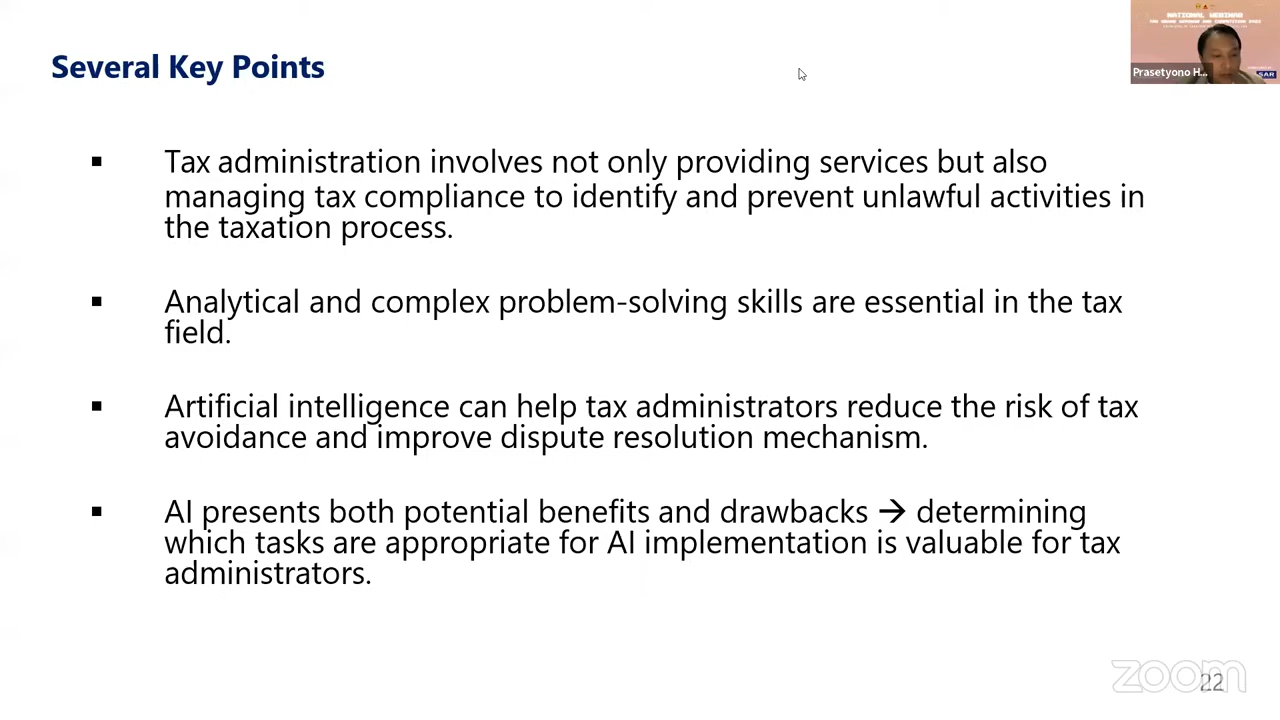 Several Key Points
NATIONAL WEBINAR
Prasetyono H...
SAR
▪ Tax administration involves not only providing services but also
managing tax compliance to identify and prevent unlawful activities in
the taxation process.
▪ Analytical and complex problem-solving skills are essential in the tax
field.
▪ Artificial intelligence can help tax administrators reduce the risk of tax
avoidance and improve dispute resolution mechanism.
▪ AI presents both potential benefits and drawbacks → determining
which tasks are appropriate for AI implementation is valuable for tax
administrators.
zoom
22